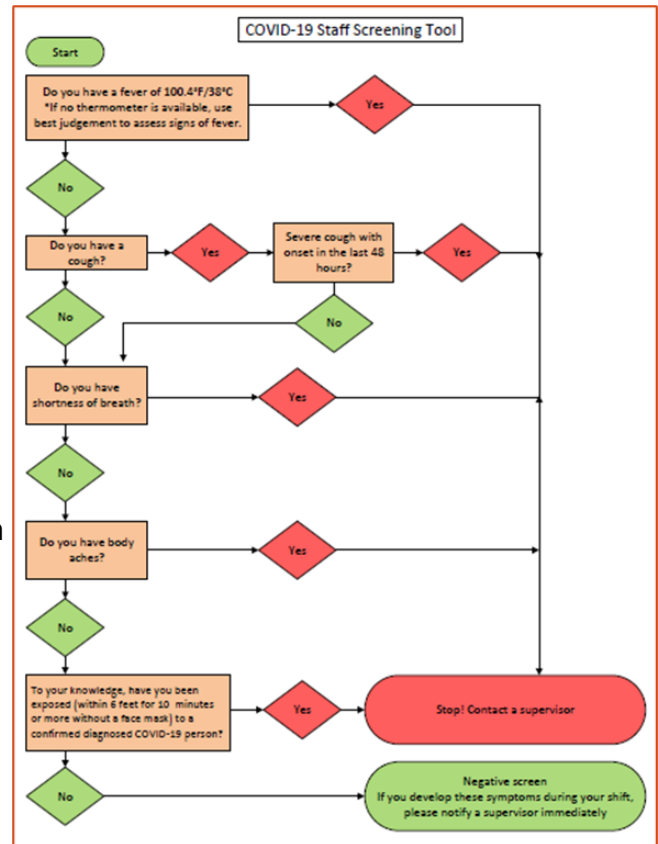 COVID-19 Staff Screening Tool
Start
Do you have a fever of 100.4°F/38°C
*If no thermometer is available, use
best judgement to assess signs of fever.
Yes
No
Do you have a
cough?
Yes
Severe cough with
onset in the last 48
hours?
Yes
No
No
Do you have
shortness of breath?
Yes
No
Do you have body
aches?
Yes
No
To your knowledge, have you been
exposed (within 6 feet for 10 minutes
or more without a face mask) to a
confirmed diagnosed COVID-19 person?
Yes
Stop! Contact a supervisor
No
Negative screen
If you develop these symptoms during your shift,
please notify a supervisor immediately